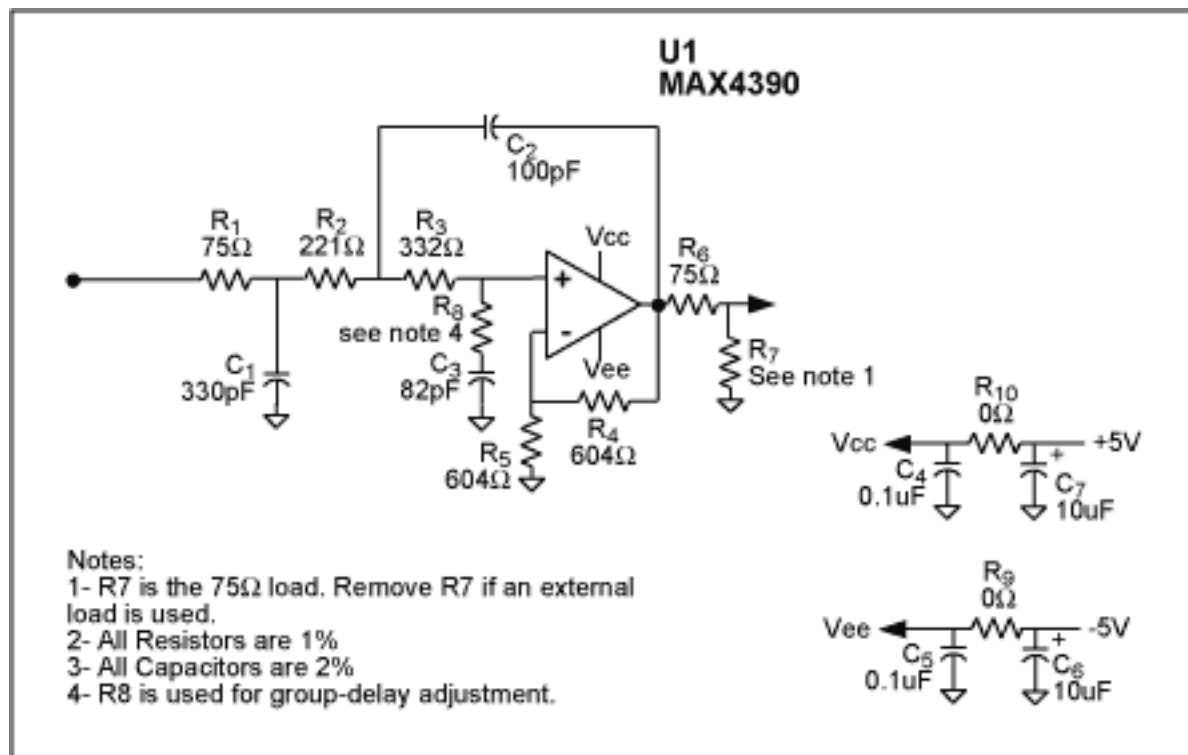 U1
MAX4390
C2
100pF
R1
75Ω
R2
221Ω
R3
332Ω
Vcc
R6
75Ω
+
R8
see note 4
-
Vee
R7
See note 1
C1
330pF
C3
82pF
R4
604Ω
R5
604Ω
R10
0Ω
Vcc
+5V
C4
0.1uF
+
C7
10uF
R9
0Ω
Vee
-5V
C5
0.1uF
+
C6
10uF
Notes:
1- R7 is the 75Ω load. Remove R7 if an external
load is used.
2- All Resistors are 1%
3- All Capacitors are 2%
4- R8 is used for group-delay adjustment.